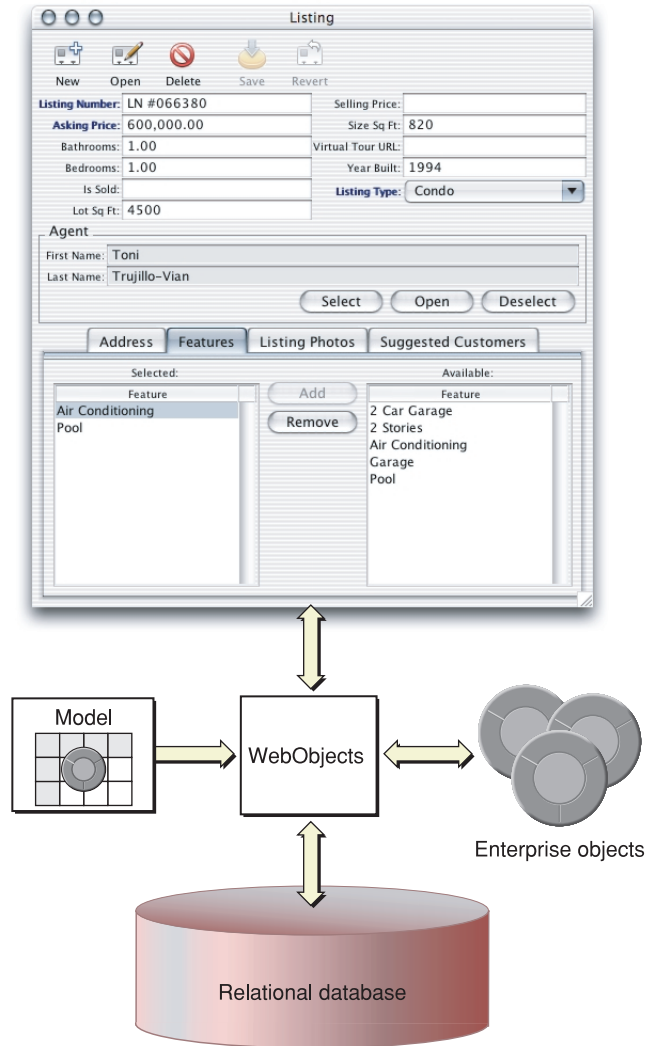 Listing
New Open Delete Save Revert
Listing Number: LN #066380 Selling Price:
Asking Price: 600,000.00 Size Sq Ft: 820
Bathrooms: 1.00 Virtual Tour URL:
Bedrooms: 1.00 Year Built: 1994
Is Sold: Listing Type: Condo
Lot Sq Ft: 4500
Agent
First Name: Toni
Last Name: Trujillo-Vian
Select Open Deselect
Address Features Listing Photos Suggested Customers
Selected: Available:
Feature Add Feature
Air Conditioning 2 Car Garage
Pool Remove 2 Stories
Air Conditioning
Garage
Pool
Model
WebObjects
Enterprise objects
Relational database